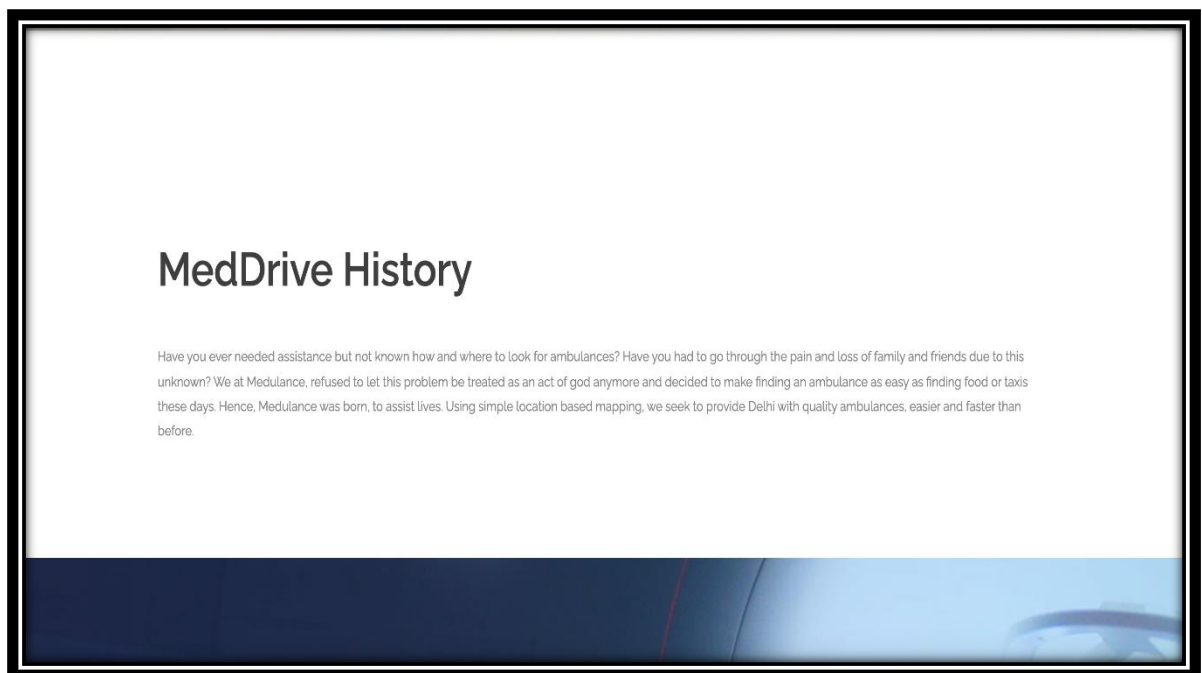 MedDrive History
Have you ever needed assistance but not known how and where to look for ambulances? Have you had to go through the pain and loss of family and friends due to this
unknown? We at Medulance, refused to let this problem be treated as an act of god anymore and decided to make finding an ambulance as easy as finding food or taxis
these days. Hence, Medulance was born, to assist lives. Using simple location based mapping, we seek to provide Delhi with quality ambulances, easier and faster than
before.